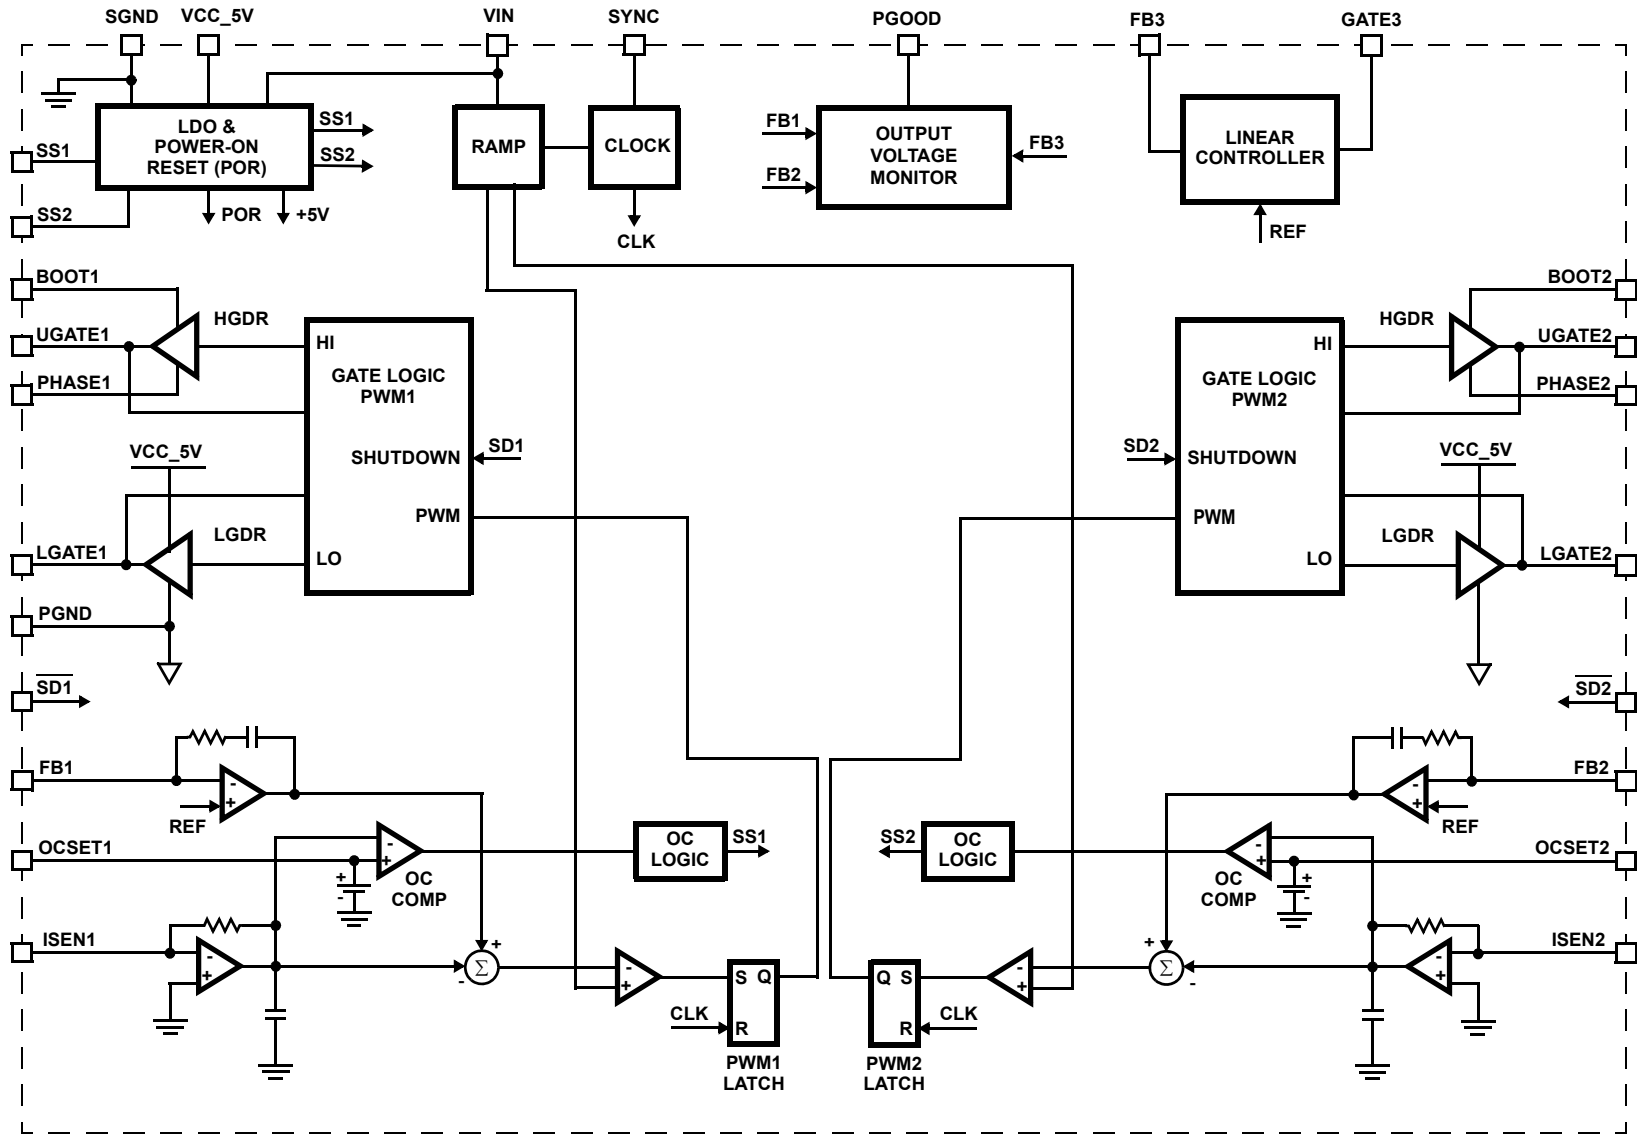 SGND VCC_5V VIN SYNC PGOOD FB3 GATE3
LDO &
POWER-ON
RESET (POR)
SS1
SS2
SS1
SS2
POR +5V
RAMP
CLOCK
CLK
FB1
FB2
OUTPUT
VOLTAGE
MONITOR
FB3
LINEAR
CONTROLLER
REF
BOOT1
UGATE1
PHASE1
HGDR
HI
GATE LOGIC
PWM1
SHUTDOWN
SD1
PWM
LO
VCC_5V
LGDR
LGATE1
PGND
SD1
BOOT2
UGATE2
PHASE2
HGDR
HI
GATE LOGIC
PWM2
SD2
SHUTDOWN
PWM
LO
VCC_5V
LGDR
LGATE2
SD2
FB1
-
+
REF
OCSET1
-
+
+
-
OC
COMP
OC
LOGIC
SS1
ISEN1
-
+
+
Σ
-
-
+
S Q
CLK
R
PWM1
LATCH
FB2
-
+
REF
OCSET2
-
+
+
-
OC
COMP
SS2
OC
LOGIC
ISEN2
-
+
+
Σ
-
-
+
Q S
R
CLK
PWM2
LATCH